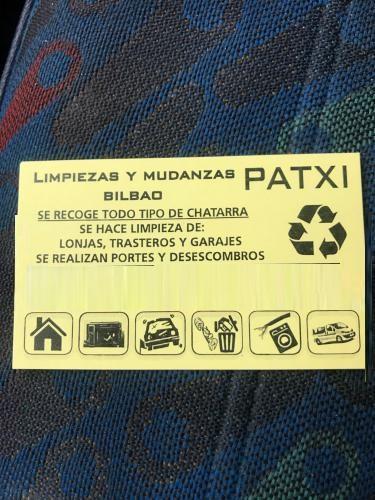 LIMPIEZAS Y MUDANZAS PATXI
BILBAO
SE RECOGE TODO TIPO DE CHATARRA
SE HACE LIMPIEZA DE:
LONJAS, TRASTEROS Y GARAJES
SE REALIZAN PORTES Y DESESCOMBROS